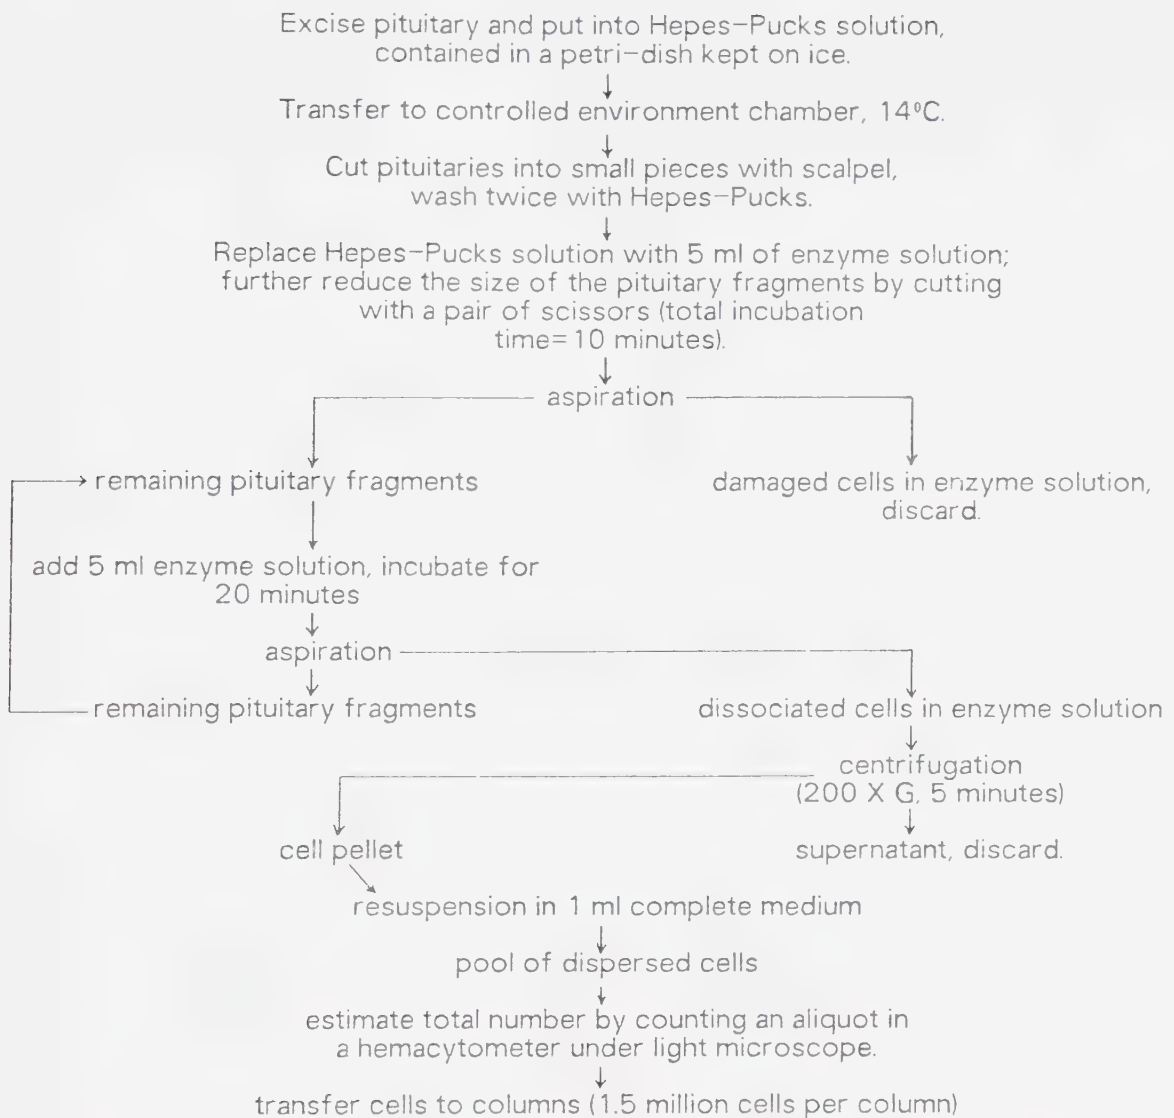 Excise pituitary and put into Hepes-Pucks solution,
contained in a petri-dish kept on ice.
Transfer to controlled environment chamber, 14ºC.
Cut pituitaries into small pieces with scalpel,
wash twice with Hepes-Pucks.
Replace Hepes-Pucks solution with 5 ml of enzyme solution;
further reduce the size of the pituitary fragments by cutting
with a pair of scissors (total incubation
time=10 minutes).
aspiration
remaining pituitary fragments
damaged cells in enzyme solution,
discard.
add 5 ml enzyme solution, incubate for
20 minutes
aspiration
remaining pituitary fragments
dissociated cells in enzyme solution
centrifugation
(200 X G, 5 minutes)
cell pellet
supernatant, discard.
resuspension in 1 ml complete medium
pool of dispersed cells
estimate total number by counting an aliquot in
a hemacytometer under light microscope.
transfer cells to columns (1.5 million cells per column)